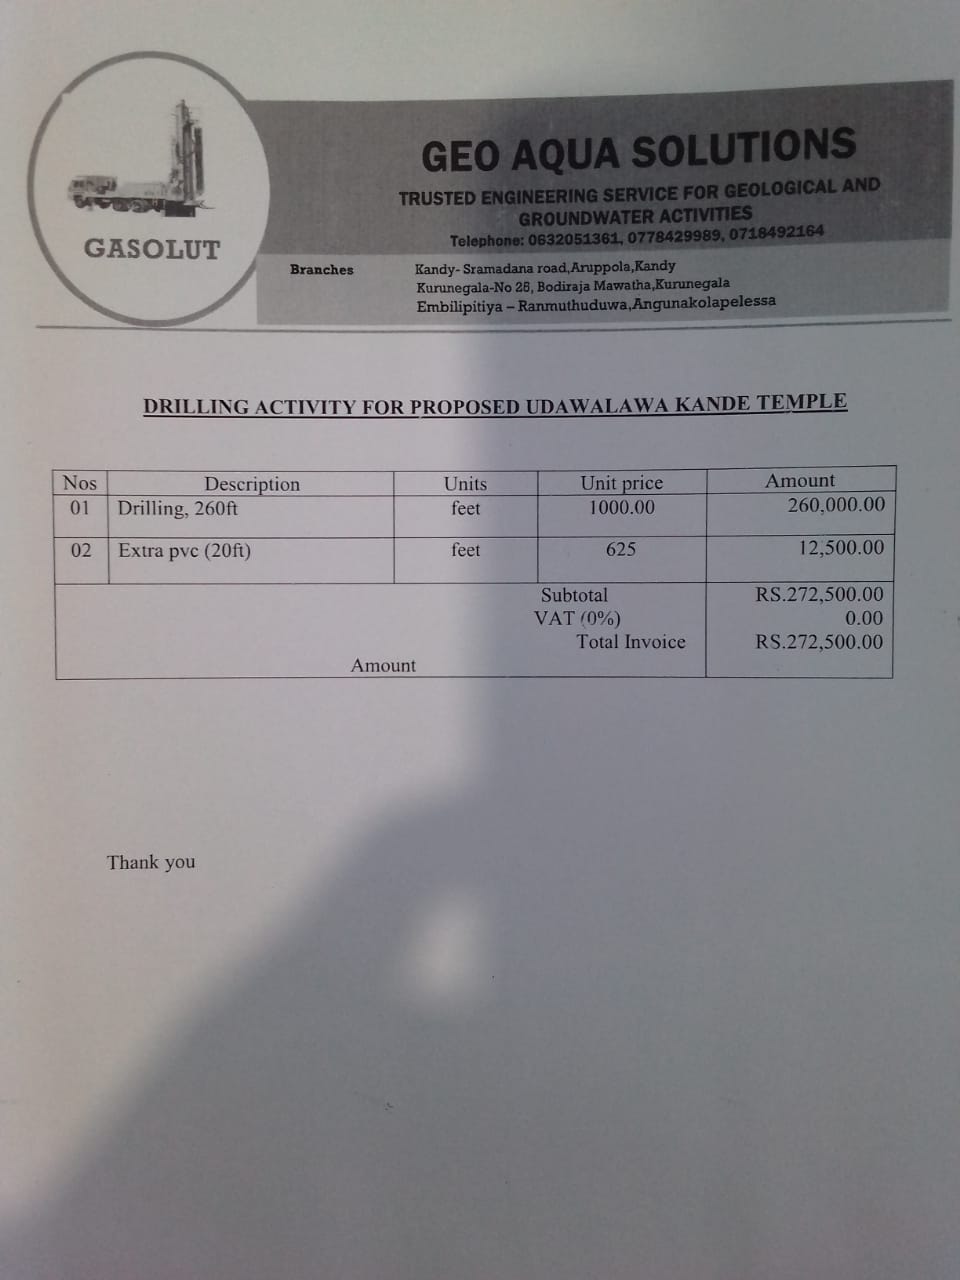 GASOLUT
GEO AQUA SOLUTIONS
TRUSTED ENGINEERING SERVICE FOR GEOLOGICAL AND
GROUNDWATER ACTIVITIES
Telephone: 0632051361, 0778429989, 0718492164
Branches Kandy- Sramadana road,Aruppola,Kandy
Kurunegala-No 26, Bodiraja Mawatha,Kurunegala
Embilipitiya – Ranmuthuduwa,Angunakolapelessa
DRILLING ACTIVITY FOR PROPOSED UDAWALAWA KANDE TEMPLE
Nos Description Units Unit price Amount
01 Drilling, 260ft feet 1000.00 260,000.00
02 Extra pvc (20ft) feet 625 12,500.00
Subtotal RS.272,500.00
VAT (0%) 0.00
Total Invoice RS.272,500.00
Amount
Thank you